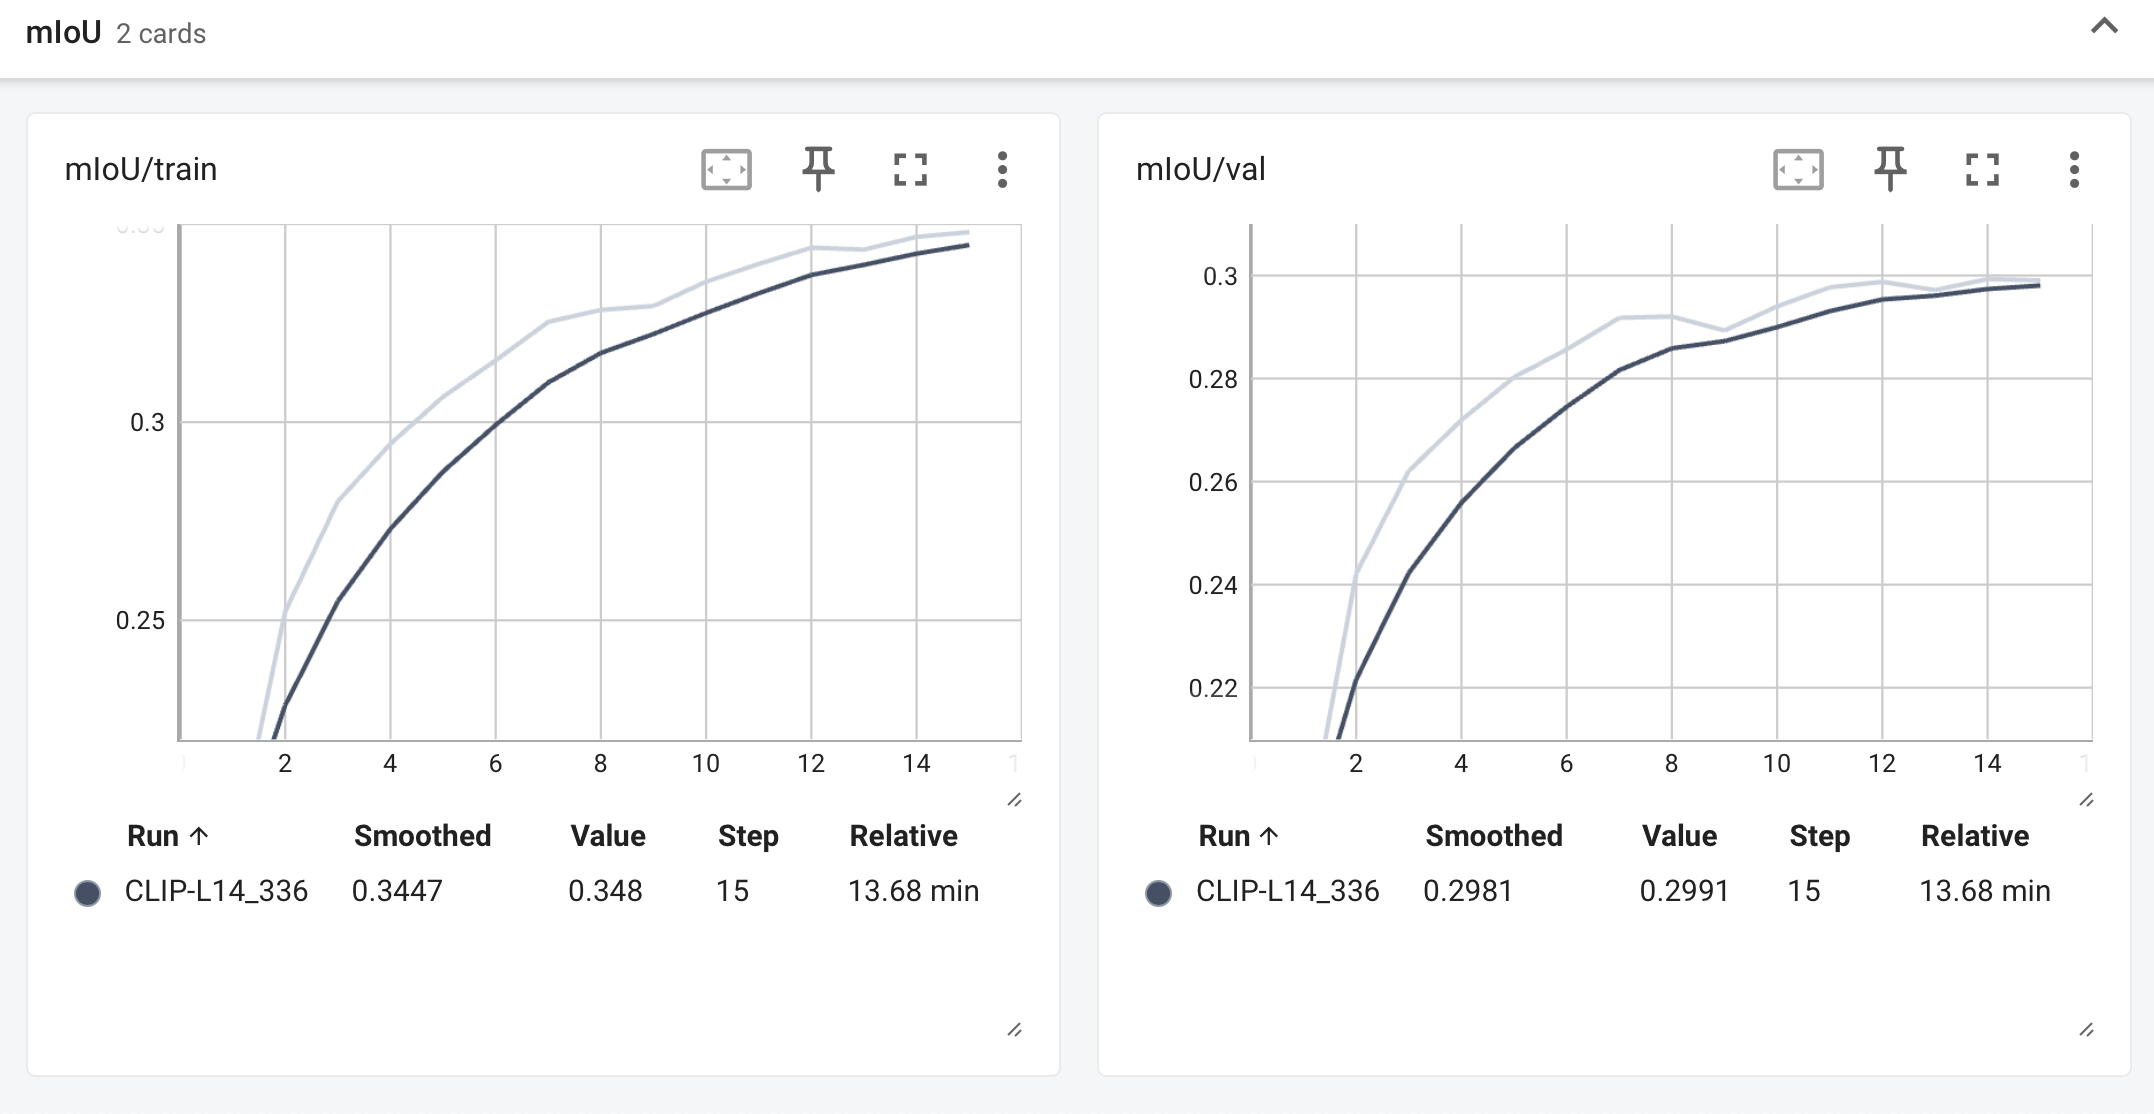 mIoU 2 cards
mIoU/train
0.3
0.25
2 4 6 8 10 12 14
Run ↑ Smoothed Value Step Relative
CLIP-L14_336 0.3447 0.348 15 13.68 min
mIoU/val
0.3
0.28
0.26
0.24
0.22
2 4 6 8 10 12 14
Run ↑ Smoothed Value Step Relative
CLIP-L14_336 0.2981 0.2991 15 13.68 min